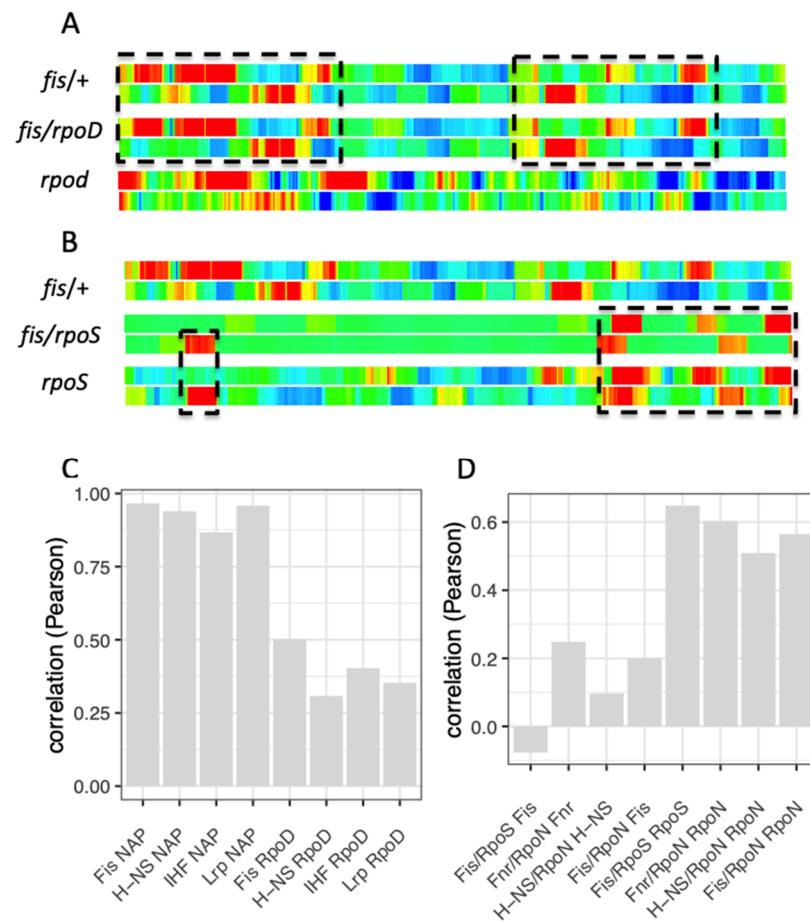 A
fis/+
fis/rpoD
rpod
B
fis/+
fis/rpoS
rpoS
C
correlation (Pearson)
1.00
0.75
0.50
0.25
0.00
Fis NAP
H-NS NAP
IHF NAP
Lrp NAP
Fis RpoD
H-NS RpoD
IHF RpoD
Lrp RpoD
D
correlation (Pearson)
0.6
0.4
0.2
0.0
Fis/RpoS Fis
Fnr/RpoN Fnr
H-NS/RpoN H-NS
Fis/RpoN Fis
Fis/RpoS RpoS
Fnr/RpoN RpoN
H-NS/RpoN RpoN
Fis/RpoN RpoN